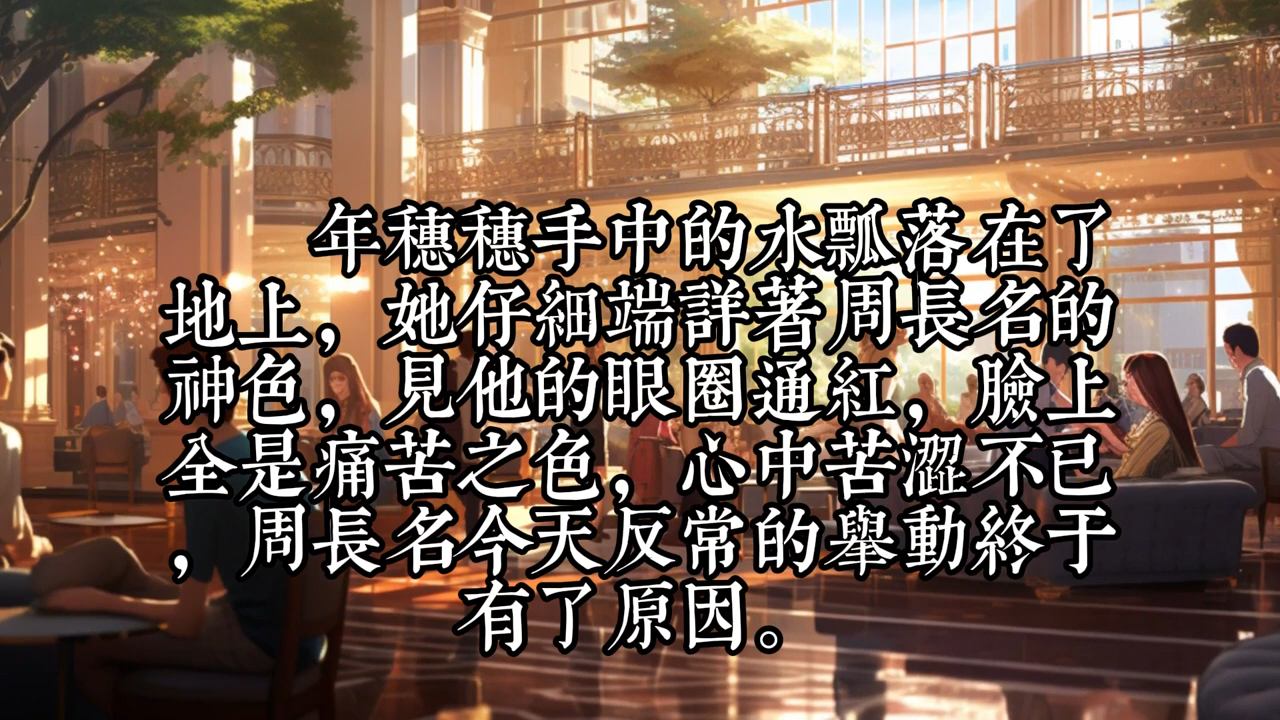 年穗穗手中的水瓢落在了
地上，她仔細端詳著周長名的
神色，見他的眼圈通紅，臉上
全是痛苦之色，心中苦澀不已
，周長名今天反常的舉動終于
有了原因。